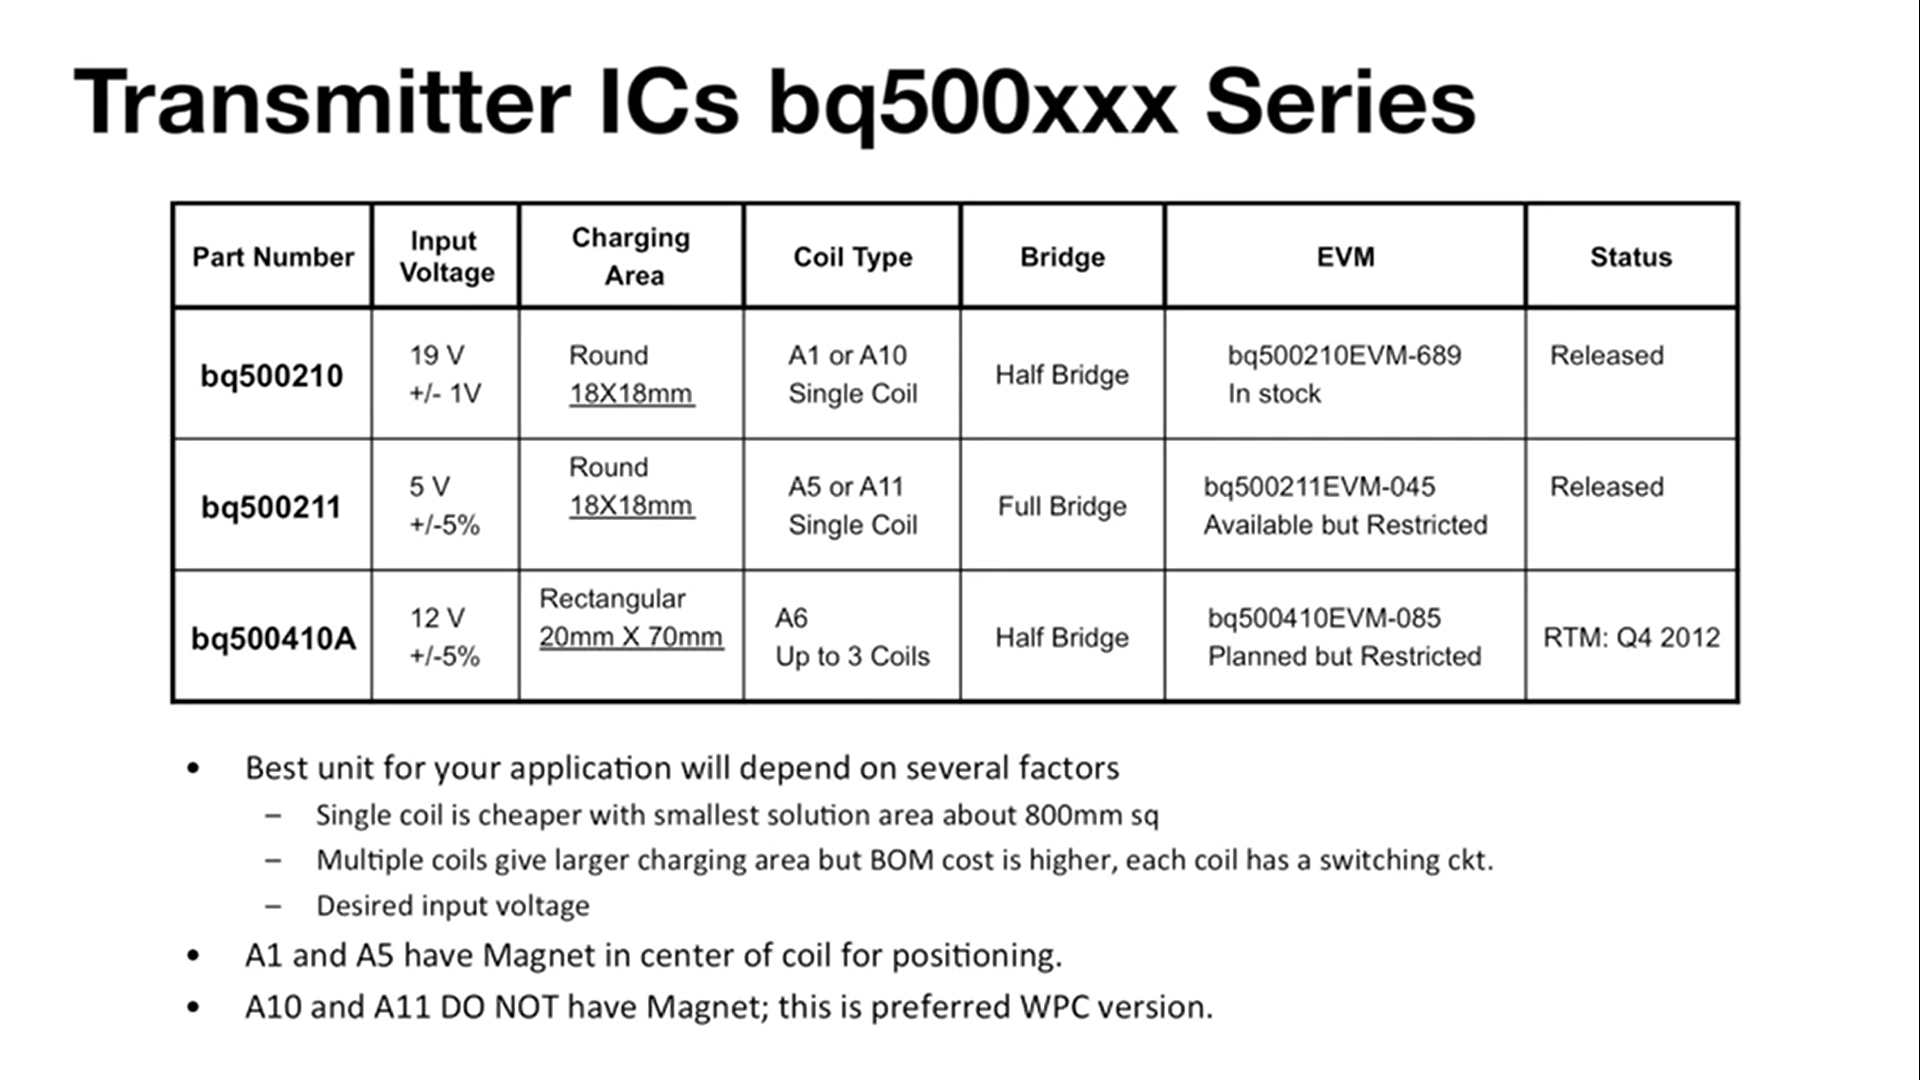 Transmitter ICs bq500xxx Series
Part Number
Input
Voltage
Charging
Area
Coil Type
Bridge
EVM
Status
bq500210
19 V
+/- 1V
Round
18X18mm
A1 or A10
Single Coil
Half Bridge
bq500210EVM-689
In stock
Released
bq500211
5 V
+/-5%
Round
18X18mm
A5 or A11
Single Coil
Full Bridge
bq500211EVM-045
Available but Restricted
Released
bq500410A
12 V
+/-5%
Rectangular
20mm X 70mm
A6
Up to 3 Coils
Half Bridge
bq500410EVM-085
Planned but Restricted
RTM: Q4 2012
• Best unit for your application will depend on several factors
– Single coil is cheaper with smallest solution area about 800mm sq
– Multiple coils give larger charging area but BOM cost is higher, each coil has a switching ckt.
– Desired input voltage
• A1 and A5 have Magnet in center of coil for positioning.
• A10 and A11 DO NOT have Magnet; this is preferred WPC version.